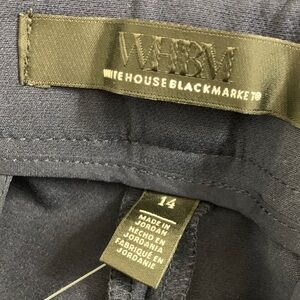 WHBM
WHITEHOUSEBLACKMARKET®
14
MADE IN
JORDAN
HECHO EN
JORDANIA
FABRIQUÉ EN
JORDANIE